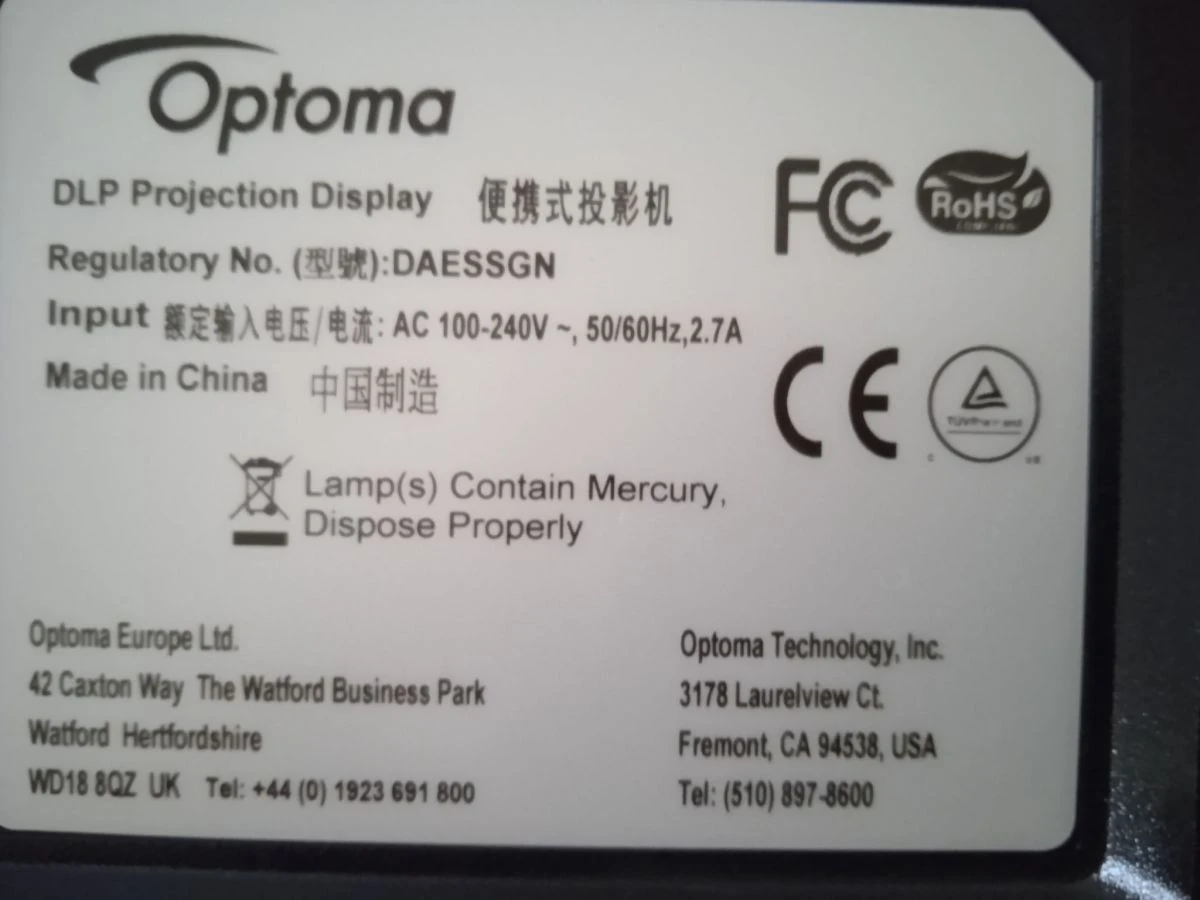 Optoma
DLP Projection Display 便携式投影机
Regulatory No. (型號):DAESSGN
Input 额定输入电压/电流: AC 100-240V ~, 50/60Hz,2.7A
Made in China 中国制造
FC
RoHS
CE
Lamp(s) Contain Mercury,
Dispose Properly
Optoma Europe Ltd.
42 Caxton Way The Watford Business Park
Watford Hertfordshire
WD18 8QZ UK Tel: +44 (0) 1923 691 800
Optoma Technology, Inc.
3178 Laurelview Ct.
Fremont, CA 94538, USA
Tel: (510) 897-8600